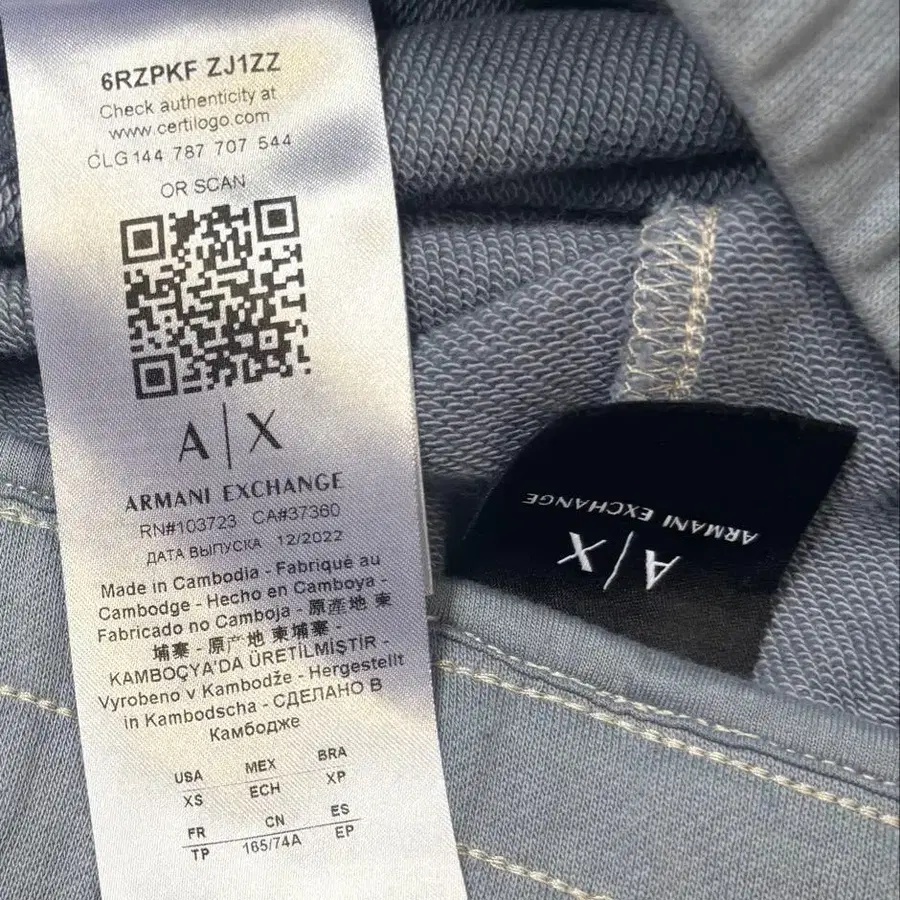 6RZPKF ZJ1ZZ
Check authenticity at
www.certilogo.com
CLG 144 787 707 544
OR SCAN
A|X
ARMANI EXCHANGE
RN#103723 CA#37360
ДАТА ВЫПУСКА 12/2022
Made in Cambodia - Fabriqué au
Cambodge - Hecho en Camboya -
Fabricado no Camboja - 原產地 柬
埔寨 - 原产地 柬埔寨 -
KAMBOÇYA'DA ÜRETİLMİŞTİR -
Vyrobeno v Kambodže - Hergestellt
in Kambodscha - СДЕЛАНО В
Камбодже
USA MEX BRA
XS ECH XP
FR CN ES
TP 165/74A EP
A|X
ARMANI EXCHANGE